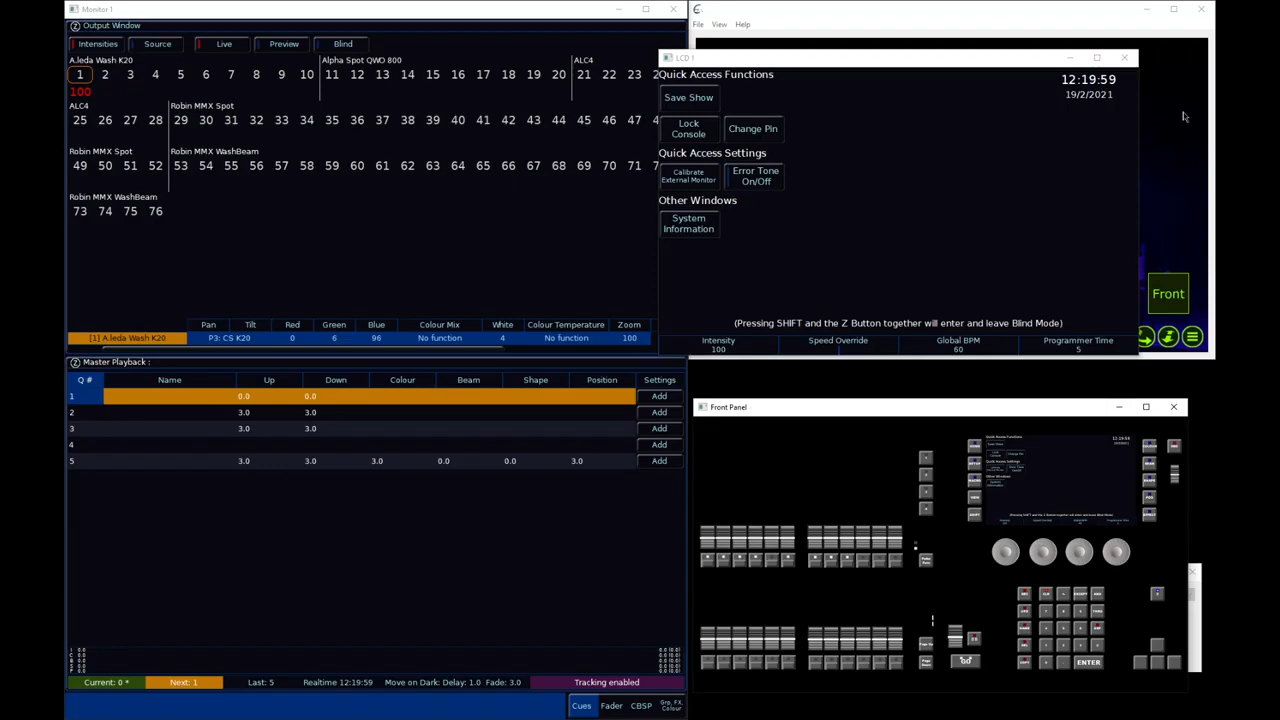 Monitor 1
Output Window
Intensities Source Live Preview Blind
A.leda Wash K20 Alpha Spot QWO 800 ALC4
1 2 3 4 5 6 7 8 9 10 11 12 13 14 15 16 17 18 19 20 21 22 23
100
ALC4 Robin MMX Spot
25 26 27 28 29 30 31 32 33 34 35 36 37 38 39 40 41 42 43 44 45 46 47
Robin MMX Spot Robin MMX WashBeam
49 50 51 52 53 54 55 56 57 58 59 60 61 62 63 64 65 66 67 68 69 70 71
Robin MMX WashBeam
73 74 75 76
Pan Tilt Red Green Blue Colour Mix White Colour Temperature Zoom
[1] A.leda Wash K20 P3: CS K20 0 6 96 No function 4 No function 100
File View Help
LCD 1
Quick Access Functions
12:19:59
19/2/2021
Save Show
Lock
Console
Change Pin
Quick Access Settings
Calibrate
External Monitor
Error Tone
On/Off
Other Windows
System
Information
(Pressing SHIFT and the Z Button together will enter and leave Blind Mode)
Intensity Speed Override Global BPM Programmer Time
100 60 5
Front
Master Playback :
Q # Name Up Down Colour Beam Shape Position Settings
1 0.0 0.0 Add
2 3.0 3.0 Add
3 3.0 3.0 Add
4 Add
5 3.0 3.0 3.0 0.0 0.0 3.0 Add
Current: 0 * Next: 1 Last: 5 Realtime 12:19:59 Move on Dark: Delay: 1.0 Fade: 3.0 Tracking enabled
Cues Fader CBSP Grp, FX,
Colour
Front Panel
Quick Access Functions
12:19:59
Other Windows
GO
ENTER